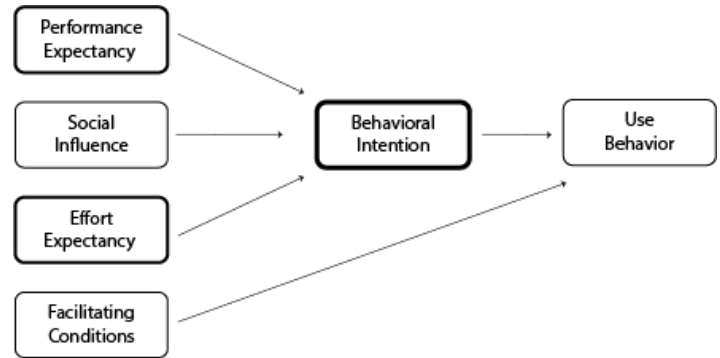 Performance
Expectancy
Social
Influence
Effort
Expectancy
Facilitating
Conditions
Behavioral
Intention
Use
Behavior